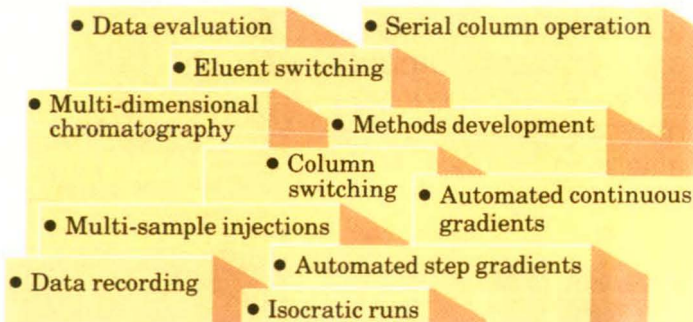 • Data evaluation
• Serial column operation
• Eluent switching
• Multi-dimensional
chromatography
• Methods development
• Column
switching
• Automated continuous
gradients
• Multi-sample injections
• Automated step gradients
• Data recording
• Isocratic runs